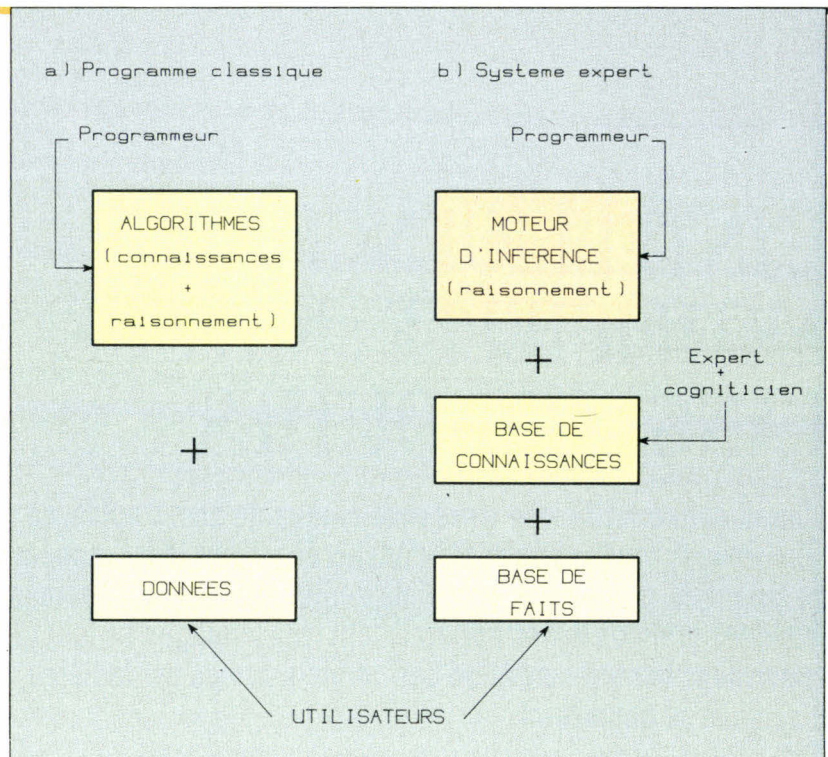 a) Programme classique
Programmeur
ALGORITHMES
(connaissances
+
raisonnement)
+
DONNEES
b) Systeme expert
Programmeur
MOTEUR
D'INFERENCE
(raisonnement)
+
Expert
+
cogniticien
BASE DE
CONNAISSANCES
+
BASE DE
FAITS
UTILISATEURS